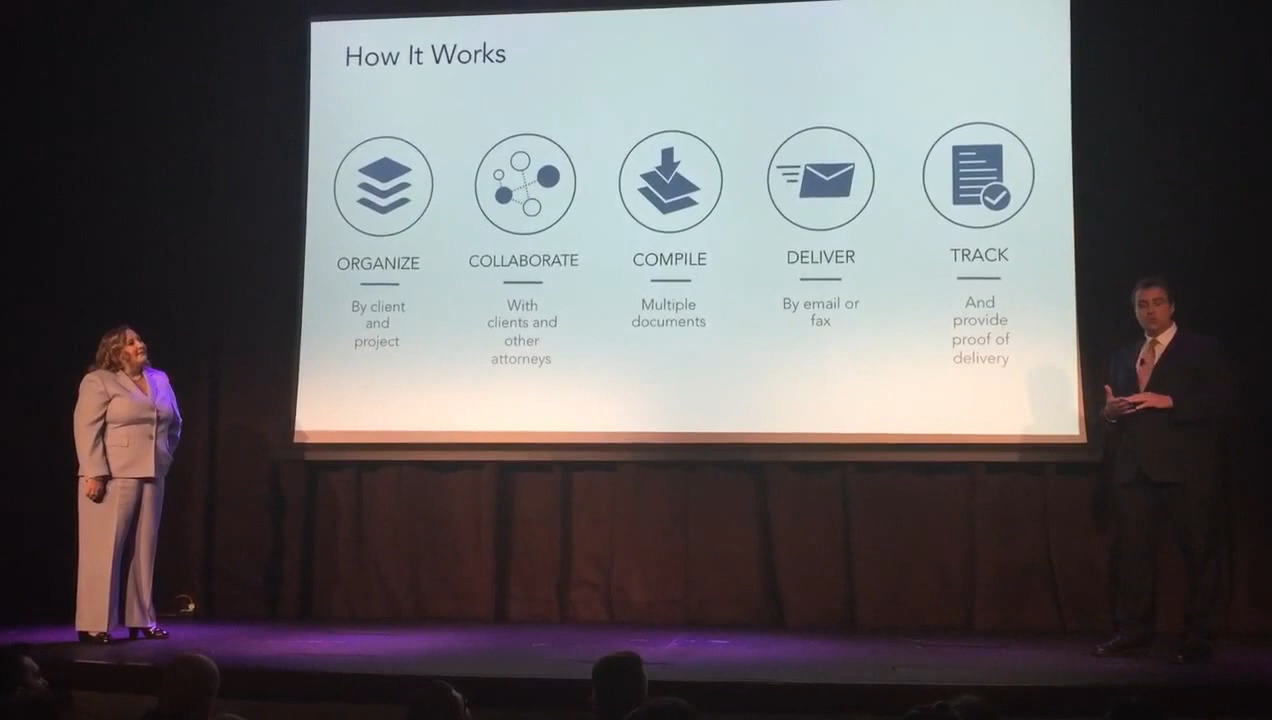 How It Works
ORGANIZE
By client
and
project
COLLABORATE
With
clients and
other
attorneys
COMPILE
Multiple
documents
DELIVER
By email or
fax
TRACK
And
provide
proof of
delivery